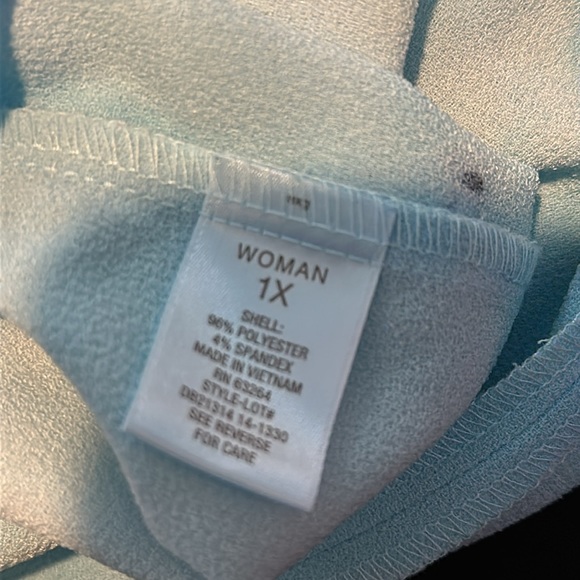 WOMAN
1X
SHELL:
96% POLYESTER
4% SPANDEX
MADE IN VIETNAM
RN 63264
STYLE-LOT#
DB21314 14-1330
SEE REVERSE
FOR CARE